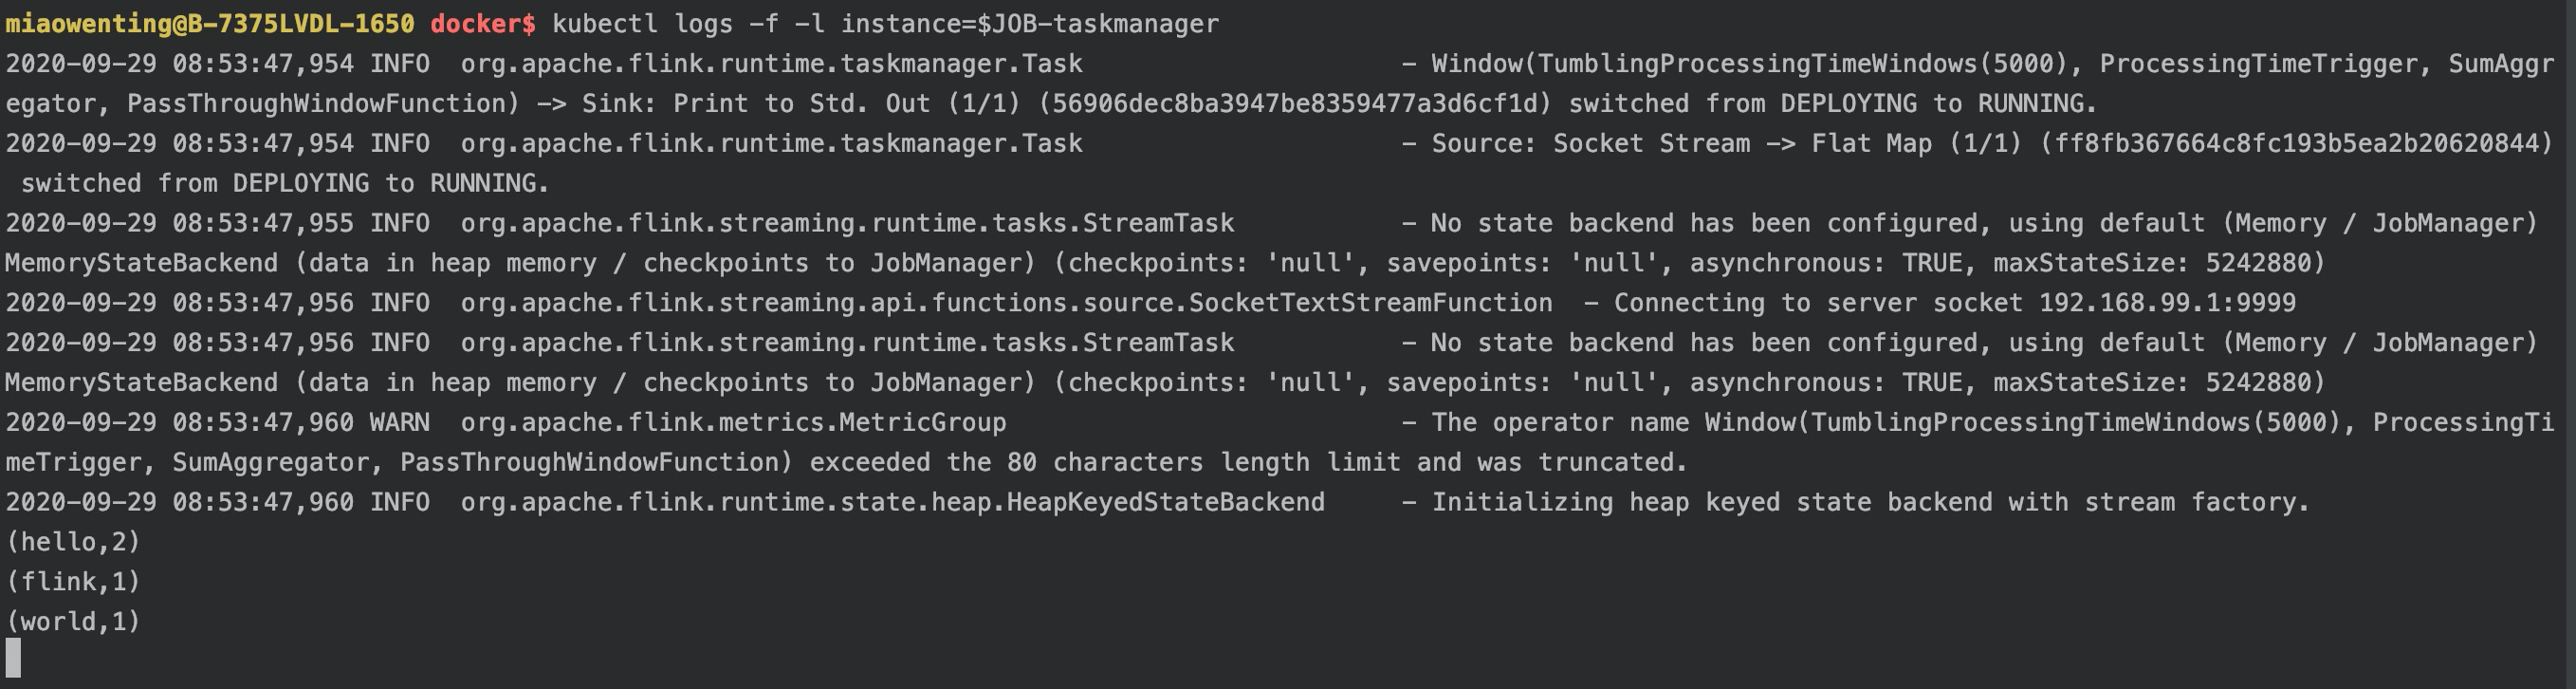 miaowenting@B-7375LVDL-1650 docker$ kubectl logs -f -l instance=$JOB-taskmanager
2020-09-29 08:53:47,954 INFO  org.apache.flink.runtime.taskmanager.Task                     - Window(TumblingProcessingTimeWindows(5000), ProcessingTimeTrigger, SumAggr
egator, PassThroughWindowFunction) -> Sink: Print to Std. Out (1/1) (56906dec8ba3947be8359477a3d6cf1d) switched from DEPLOYING to RUNNING.
2020-09-29 08:53:47,954 INFO  org.apache.flink.runtime.taskmanager.Task                     - Source: Socket Stream -> Flat Map (1/1) (ff8fb367664c8fc193b5ea2b20620844)
 switched from DEPLOYING to RUNNING.
2020-09-29 08:53:47,955 INFO  org.apache.flink.streaming.runtime.tasks.StreamTask           - No state backend has been configured, using default (Memory / JobManager)
MemoryStateBackend (data in heap memory / checkpoints to JobManager) (checkpoints: 'null', savepoints: 'null', asynchronous: TRUE, maxStateSize: 5242880)
2020-09-29 08:53:47,956 INFO  org.apache.flink.streaming.api.functions.source.SocketTextStreamFunction  - Connecting to server socket 192.168.99.1:9999
2020-09-29 08:53:47,956 INFO  org.apache.flink.streaming.runtime.tasks.StreamTask           - No state backend has been configured, using default (Memory / JobManager)
MemoryStateBackend (data in heap memory / checkpoints to JobManager) (checkpoints: 'null', savepoints: 'null', asynchronous: TRUE, maxStateSize: 5242880)
2020-09-29 08:53:47,960 WARN  org.apache.flink.metrics.MetricGroup                          - The operator name Window(TumblingProcessingTimeWindows(5000), ProcessingTi
meTrigger, SumAggregator, PassThroughWindowFunction) exceeded the 80 characters length limit and was truncated.
2020-09-29 08:53:47,960 INFO  org.apache.flink.runtime.state.heap.HeapKeyedStateBackend     - Initializing heap keyed state backend with stream factory.
(hello,2)
(flink,1)
(world,1)